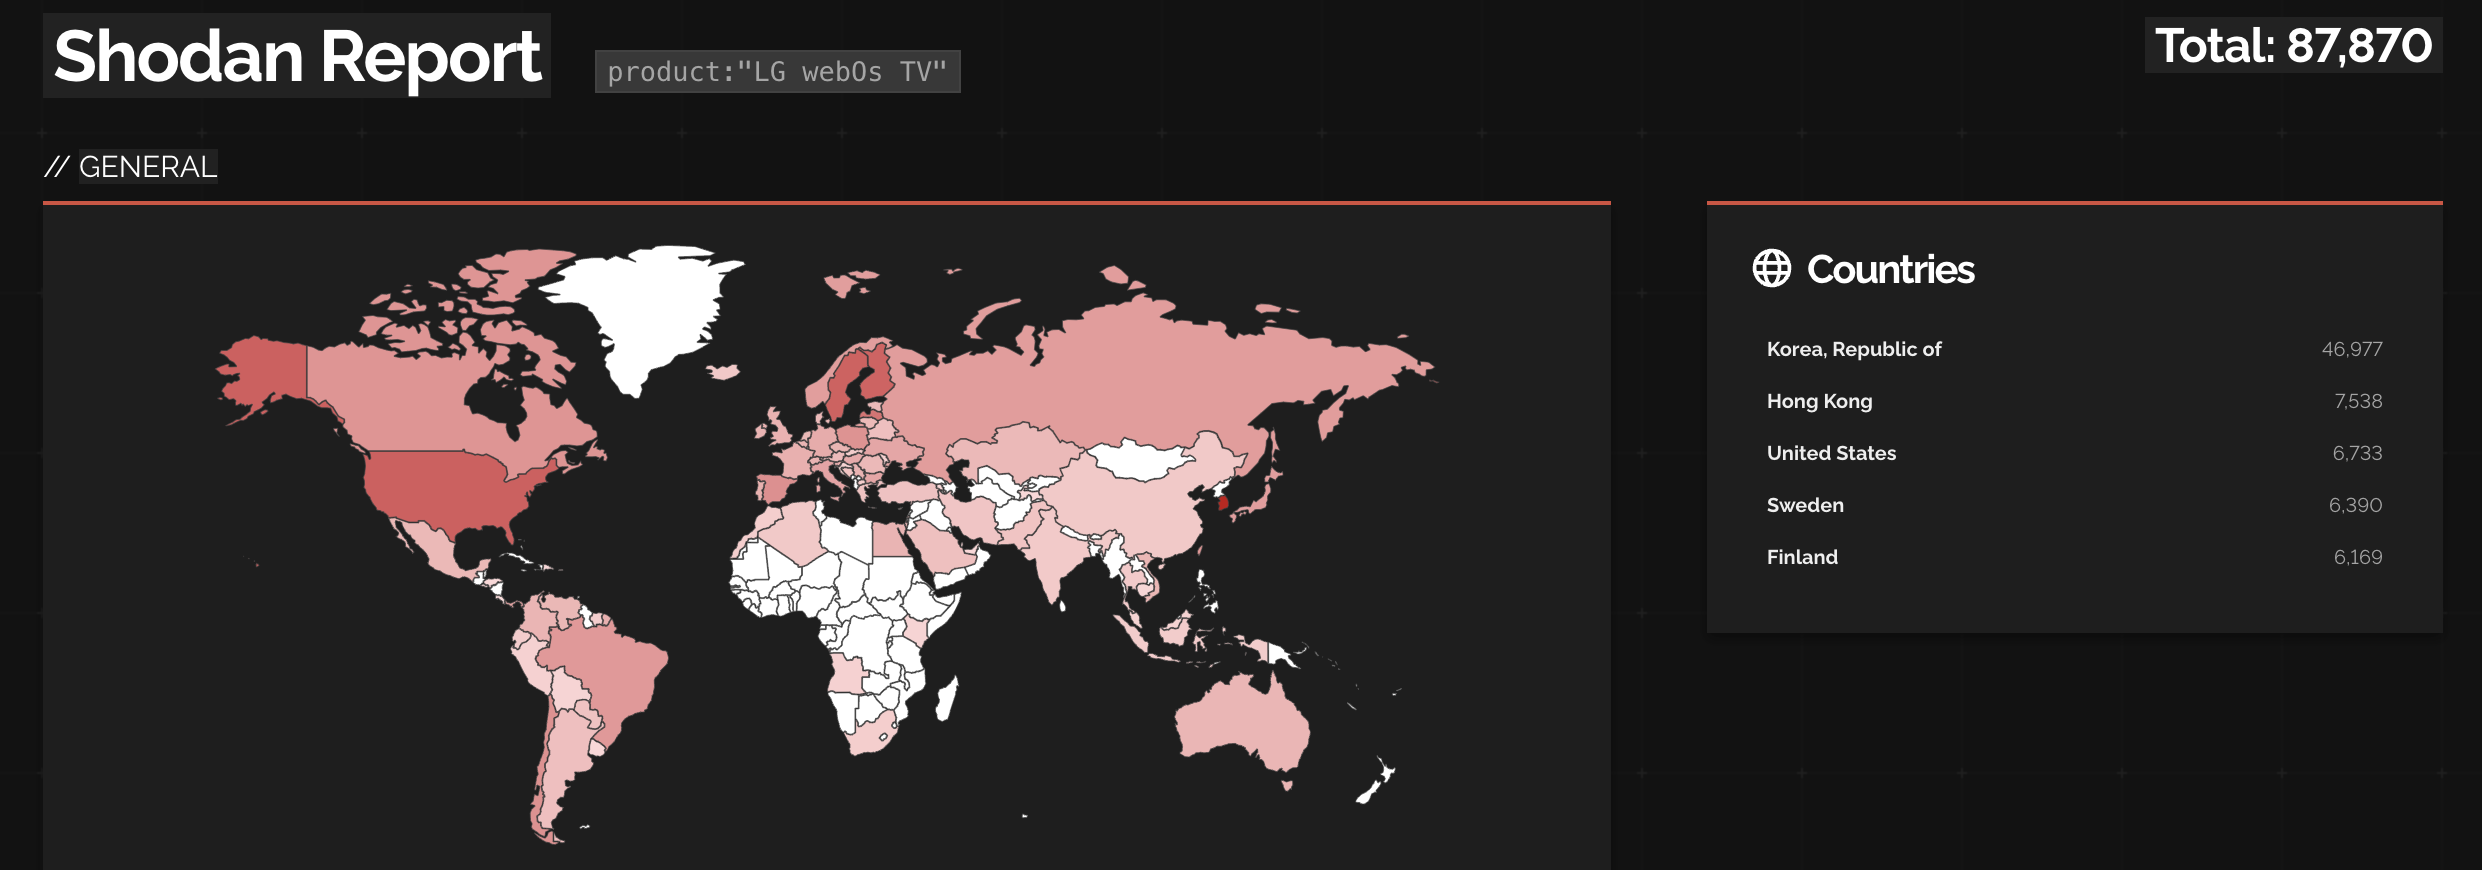 Shodan Report
product:"LG webOs TV"
Total: 87,870
// GENERAL
Countries
Korea, Republic of 46,977
Hong Kong 7,538
United States 6,733
Sweden 6,390
Finland 6,169